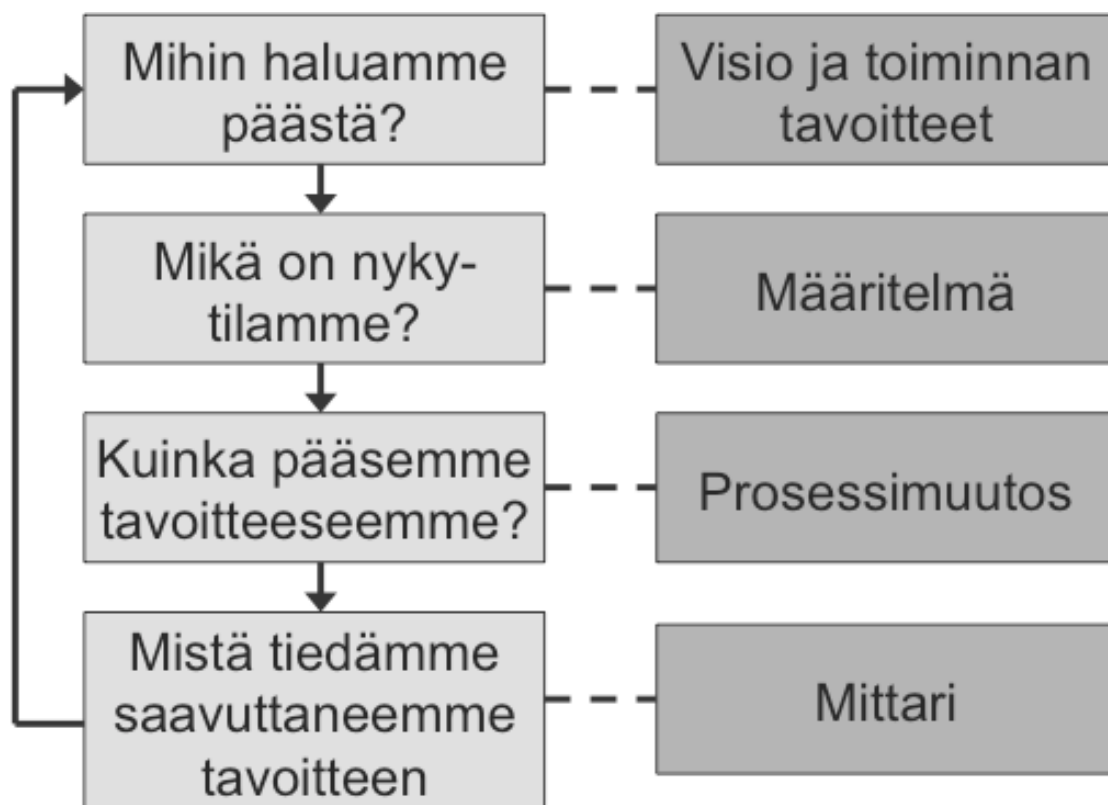 Mihin haluamme
päästä?
Visio ja toiminnan
tavoitteet
Mikä on nyky-
tilamme?
Määritelmä
Kuinka pääsemme
tavoitteeseemme?
Prosessimuutos
Mistä tiedämme
saavuttaneemme
tavoitteen
Mittari